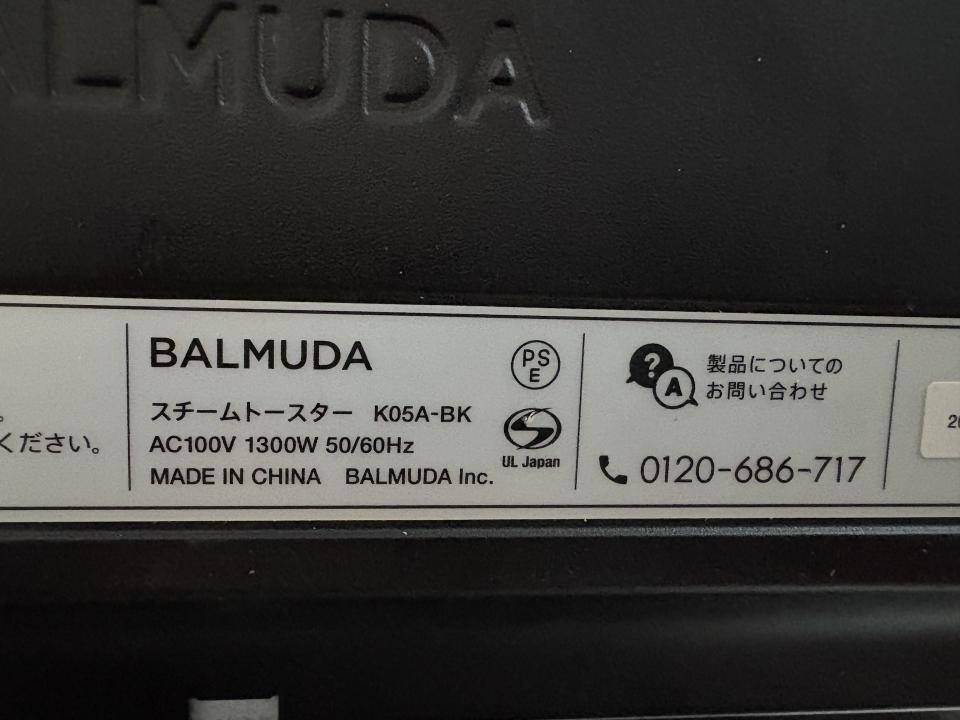 BALMUDA
。
ください。
BALMUDA
スチームトースター K05A-BK
AC100V 1300W 50/60Hz
MADE IN CHINA BALMUDA Inc.
PS
E
UL Japan
?
A
製品についての
お問い合わせ
0120-686-717